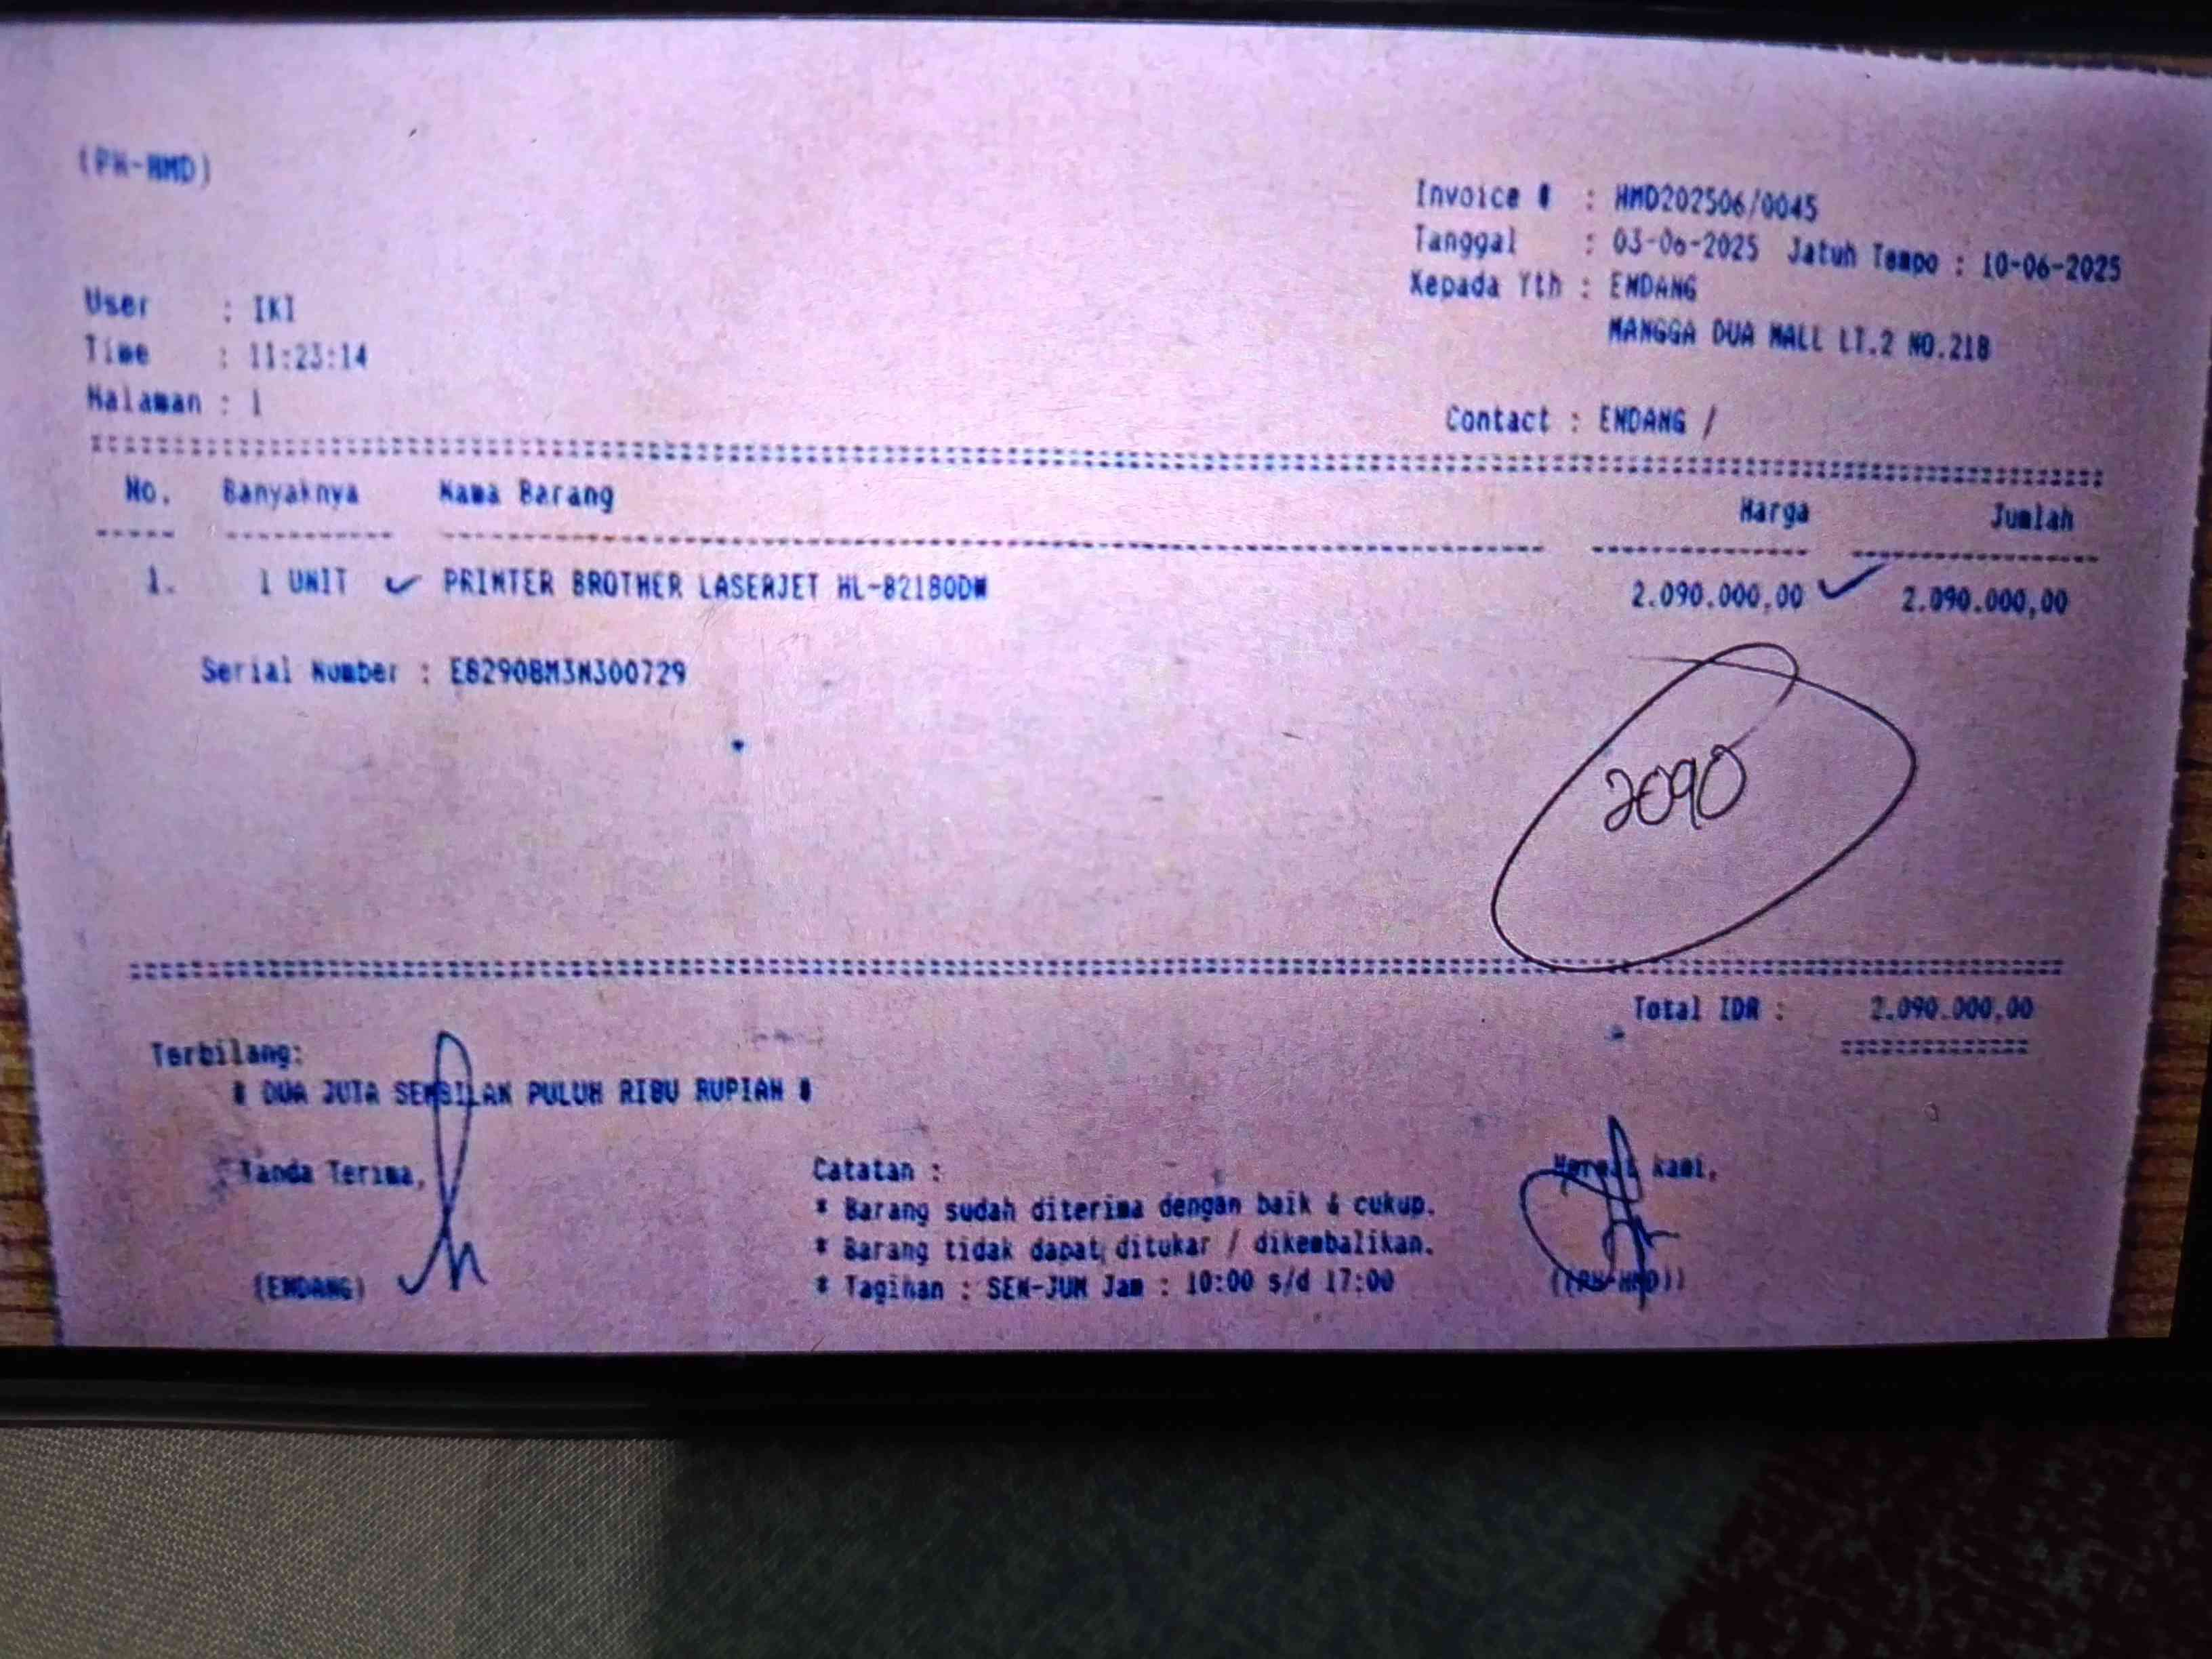 (PH-HMD)
Invoice # : HMD202506/0045
Tanggal : 03-06-2025 Jatuh Tempo : 10-06-2025
Kepada Yth : ENDANG
MANGGA DUA MALL LT.2 NO.218
User : IKI
Time : 11:23:14
Halaman : 1
Contact : ENDANG /
No. Banyaknya Nama Barang Harga Jumlah
1. 1 UNIT PRINTER BROTHER LASERJET HL-B2180DW 2.090.000,00 2.090.000,00
Serial Number : E82908M3N300729
2090
Total IDR : 2.090.000,00
Terbilang:
# DUA JUTA SEMBILAN PULUH RIBU RUPIAH #
Tanda Terima,
Catatan :
Hormat kami,
* Barang sudah diterima dengan baik & cukup.
* Barang tidak dapat ditukar / dikembalikan.
* Tagihan : SEN-JUM Jam : 10:00 s/d 17:00
(ENDANG)
((PH-HMD))